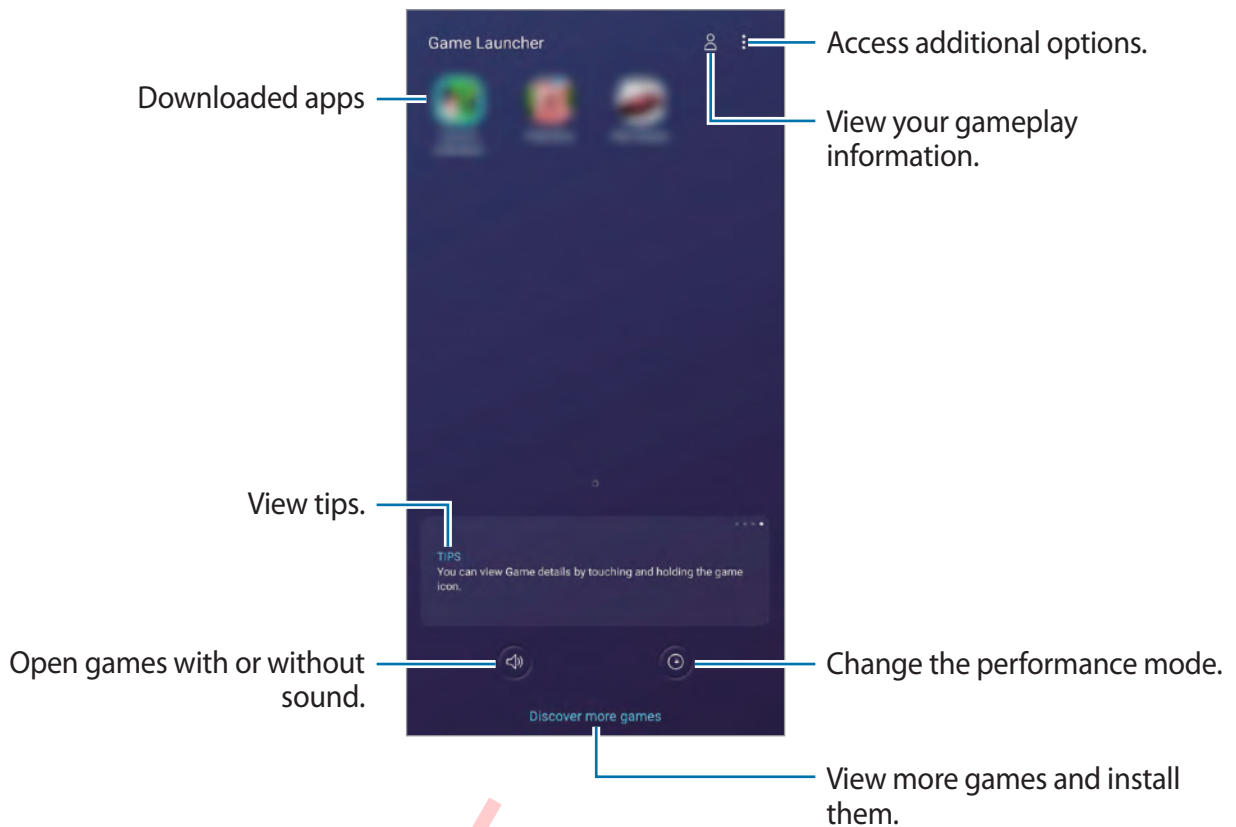 Game Launcher
Access additional options.
Downloaded apps
View your gameplay
information.
View tips.
TIPS
You can view Game details by touching and holding the game
icon.
Open games with or without
sound.
Change the performance mode.
Discover more games
View more games and install
them.